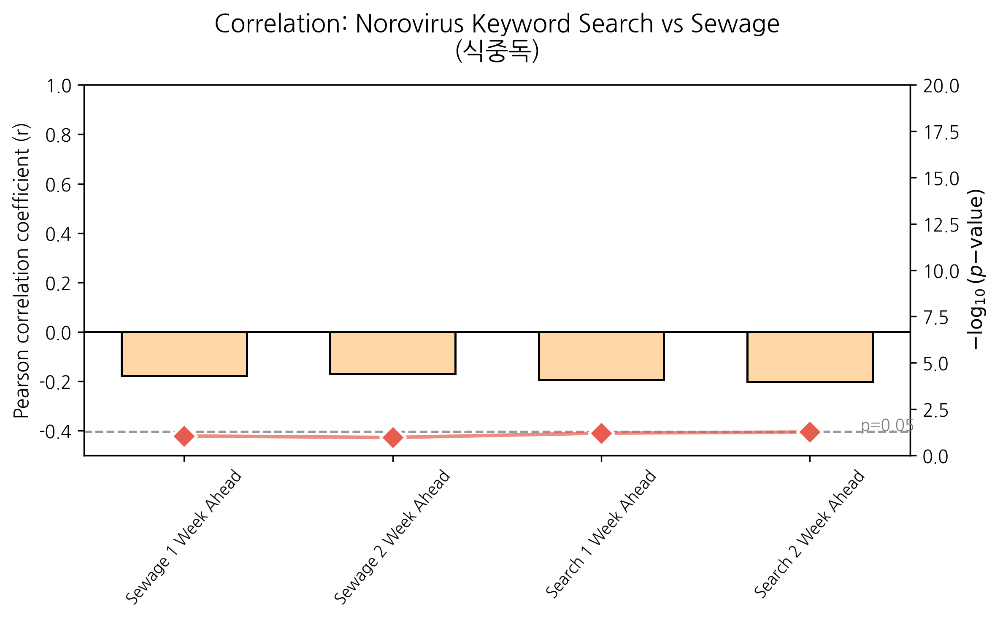 Correlation: Norovirus Keyword Search vs Sewage
(식중독)
Pearson correlation coefficient (r)
1.0
0.8
0.6
0.4
0.2
0.0
-0.2
-0.4
20.0
17.5
15.0
12.5
10.0
7.5
5.0
2.5
0.0
−log₁₀(p−value)
p=0.05
Sewage 1 Week Ahead
Sewage 2 Week Ahead
Search 1 Week Ahead
Search 2 Week Ahead